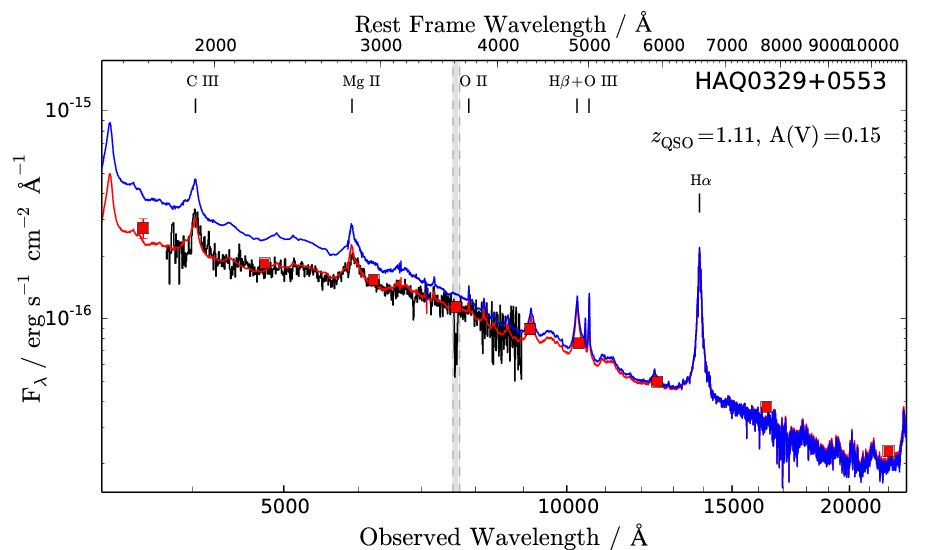 Rest Frame Wavelength / Å
2000 3000 4000 5000 6000 7000 8000 9000 10000
C III Mg II O II Hβ+O III HAQ0329+0553
10⁻¹⁵
z_QSO=1.11, A(V)=0.15
Hα
F_λ / erg s⁻¹ cm⁻² Å⁻¹
10⁻¹⁶
5000 10000 15000 20000
Observed Wavelength / Å